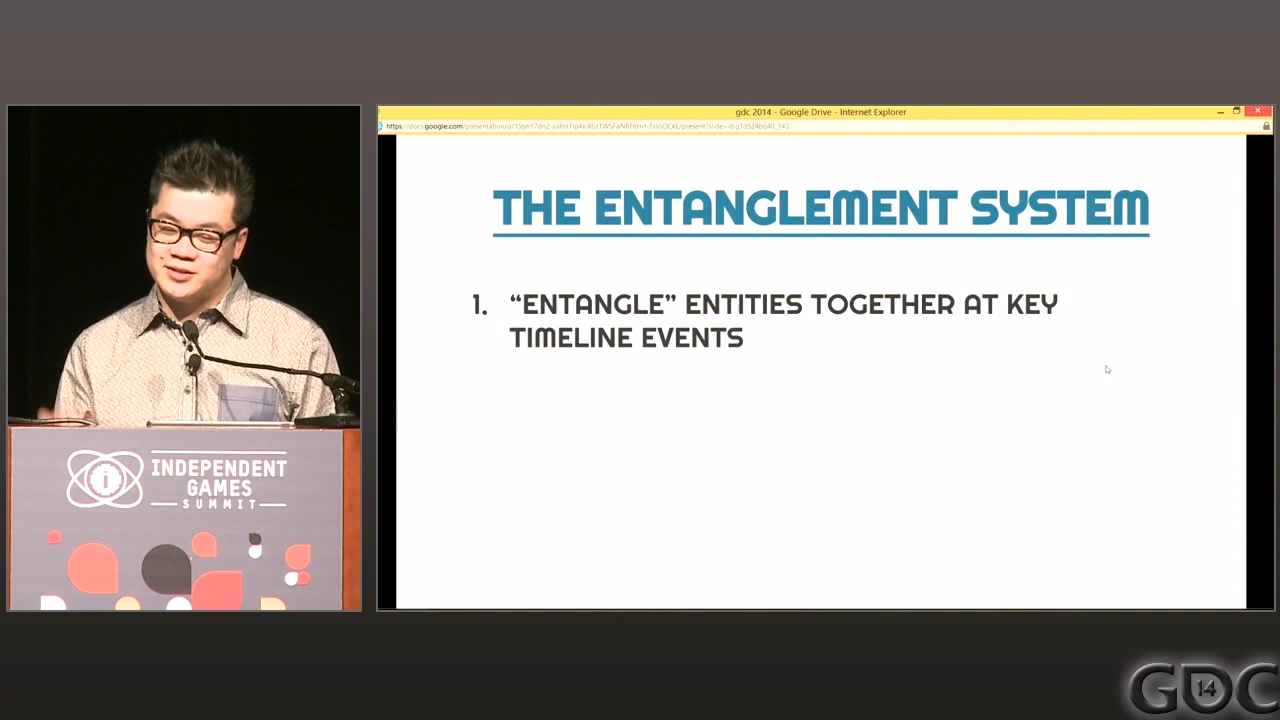 gdc 2014 - Google Drive - Internet Explorer
THE ENTANGLEMENT SYSTEM
1. “ENTANGLE” ENTITIES TOGETHER AT KEY
TIMELINE EVENTS
INDEPENDENT
GAMES
SUMMIT
i
GDC
14